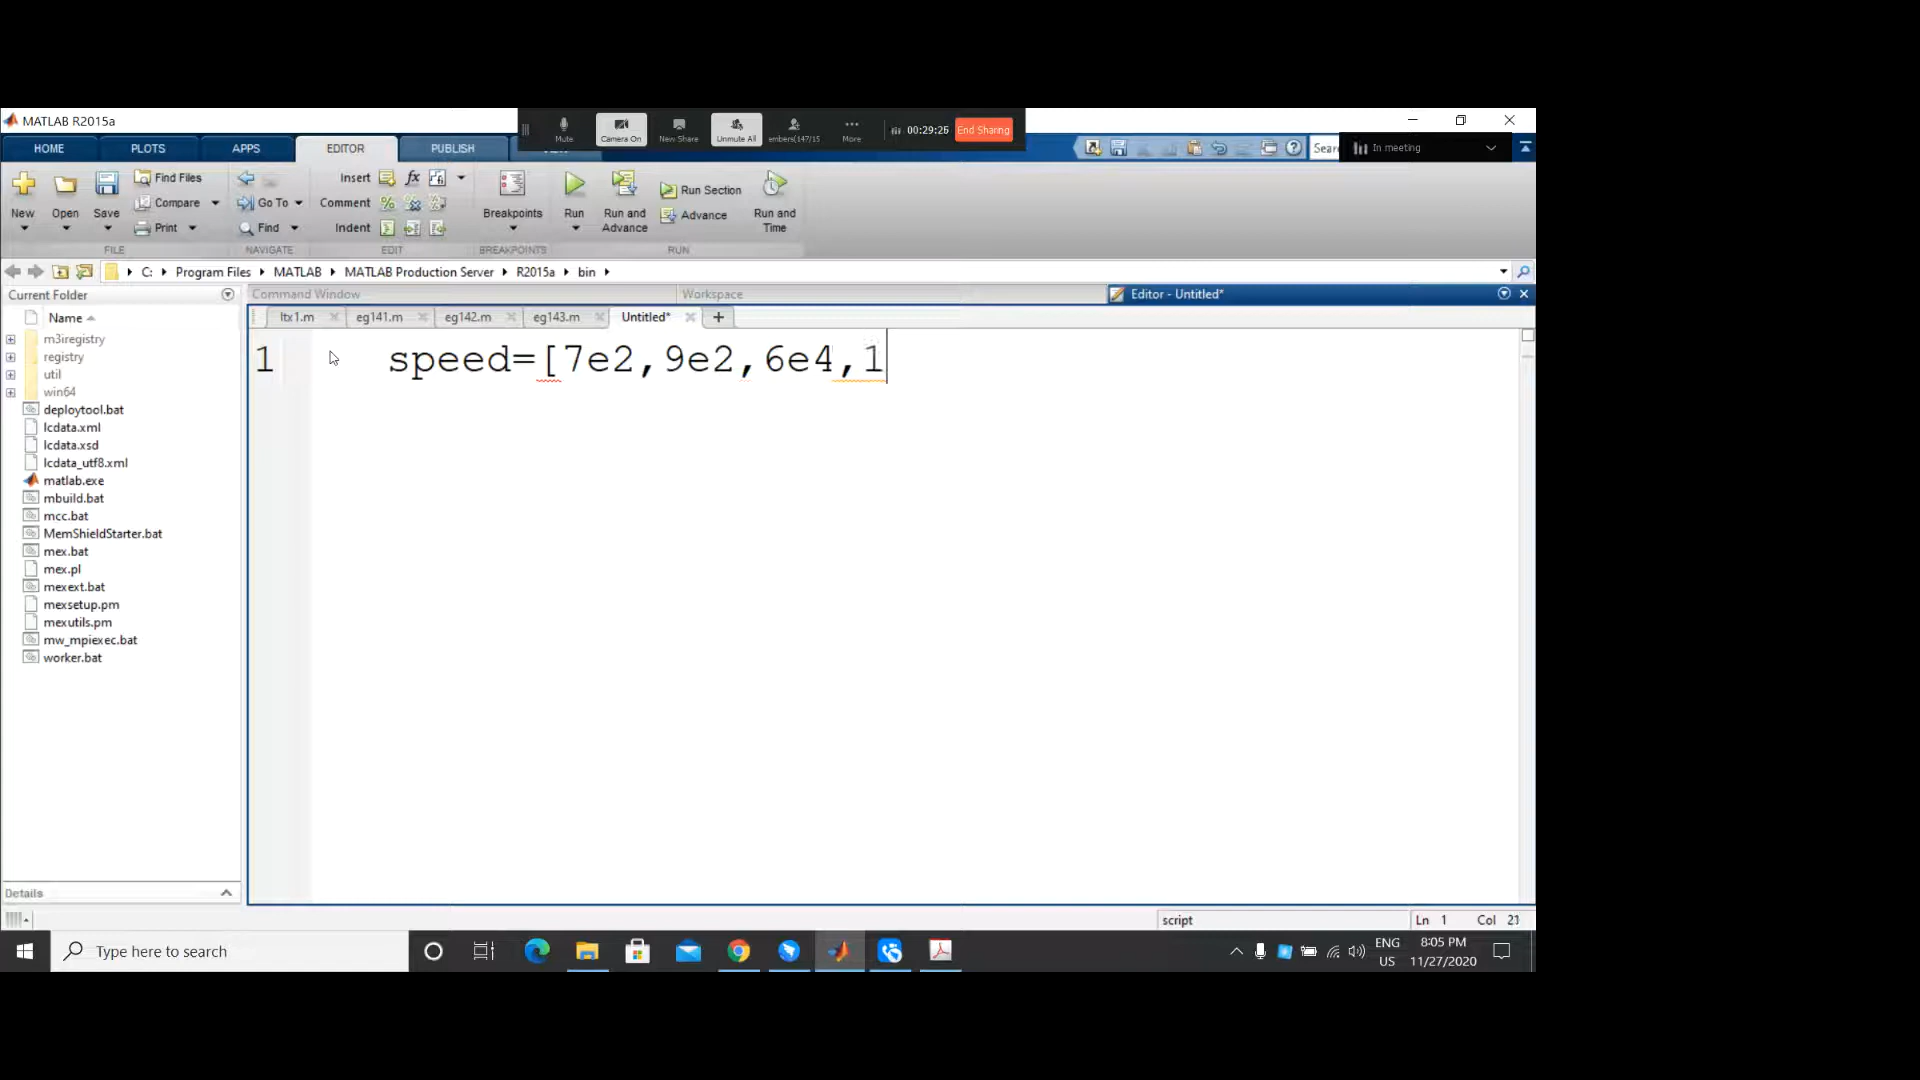 MATLAB R2015a
Mute
Camera On
New Share
Unmute All
embers(147/15
More
00:29:26
End Sharing
HOME
PLOTS
APPS
EDITOR
PUBLISH
Sear
In meeting
New
Open
Save
Find Files
Compare
Print
Go To
Find
Insert
Comment
Indent
Breakpoints
Run
Run and Advance
Run Section
Advance
Run and Time
FILE
NAVIGATE
EDIT
BREAKPOINTS
RUN
C: Program Files MATLAB MATLAB Production Server R2015a bin
Current Folder
Command Window
Workspace
Editor - Untitled*
Name
ltx1.m
eg141.m
eg142.m
eg143.m
Untitled*
m3iregistry
registry
util
win64
deploytool.bat
lcdata.xml
lcdata.xsd
lcdata_utf8.xml
matlab.exe
mbuild.bat
mcc.bat
MemShieldStarter.bat
mex.bat
mex.pl
mexext.bat
mexsetup.pm
mexutils.pm
mw_mpiexec.bat
worker.bat
1 speed=[7e2,9e2,6e4,1
Details
script
Ln 1 Col 21
Type here to search
ENG
US
8:05 PM
11/27/2020